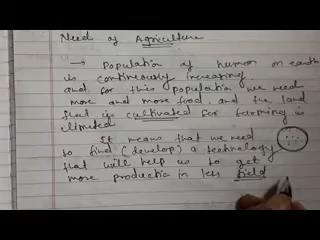 Need of Agriculture
→ Population of human on earth
is continuously increasing.
and for this population we need
more and more food. and the land
that is cultivated for farming is
limited
It means that we need
to find (develop) a technology
that will help us to get
more production in less field